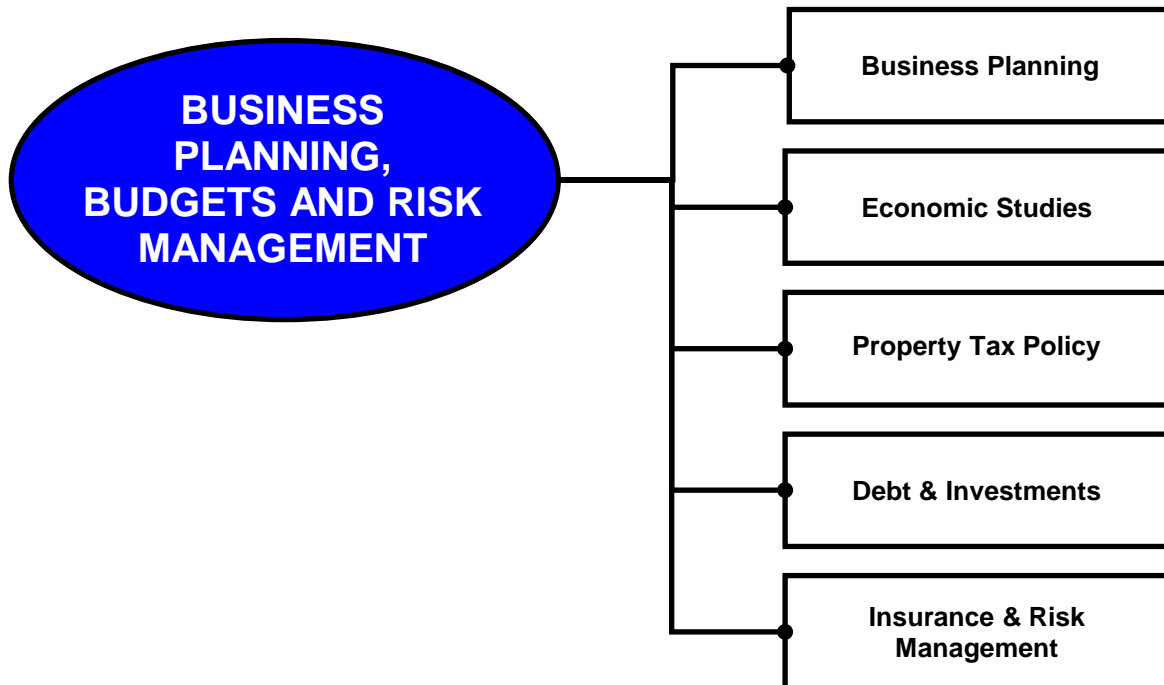 BUSINESS
PLANNING,
BUDGETS AND RISK
MANAGEMENT
Business Planning
Economic Studies
Property Tax Policy
Debt & Investments
Insurance & Risk
Management